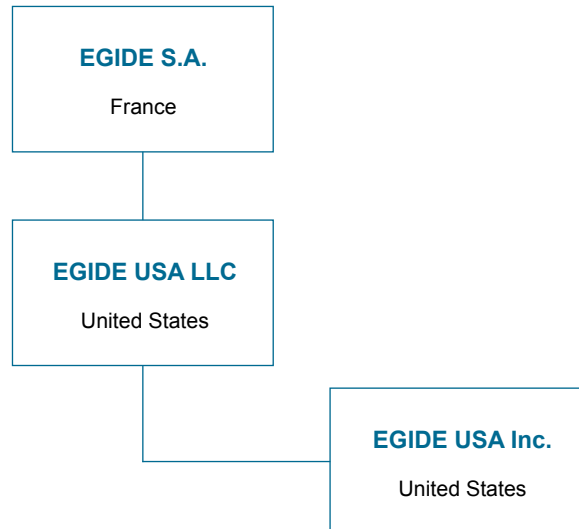 EGIDE S.A.
France
EGIDE USA LLC
United States
EGIDE USA Inc.
United States